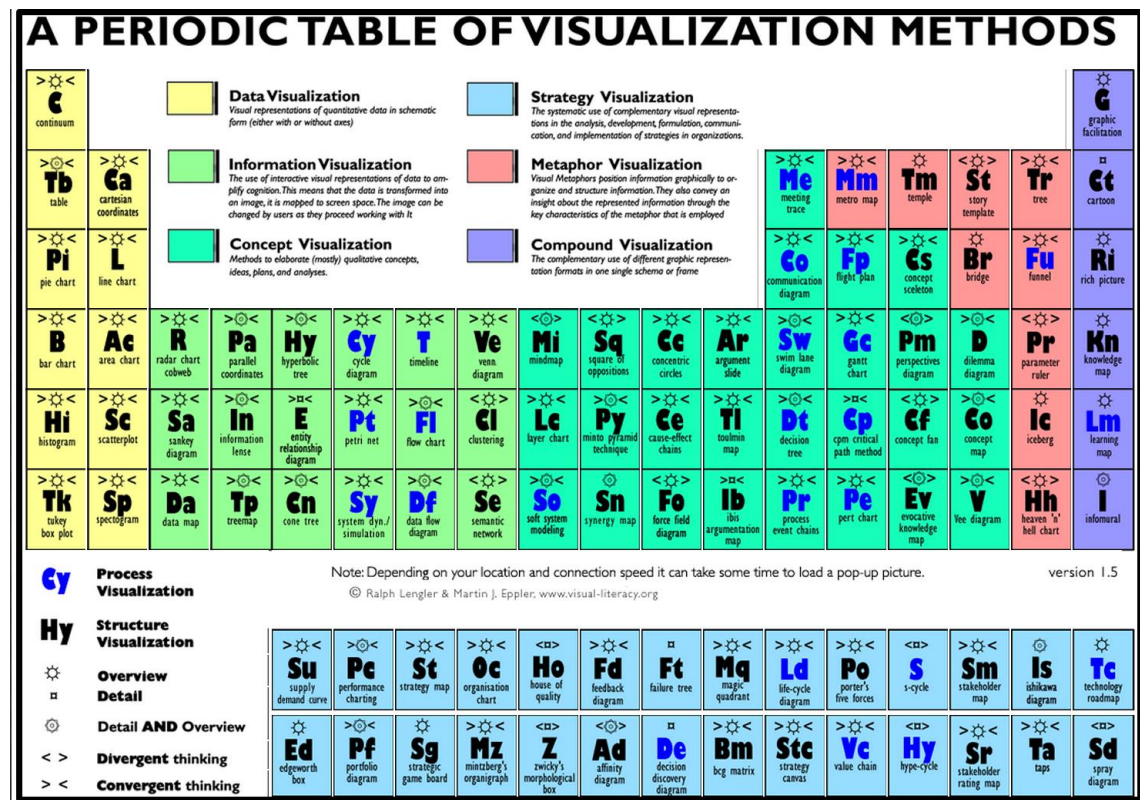 A PERIODIC TABLE OF VISUALIZATION METHODS
>☼<
C
continuum
Data Visualization
Visual representations of quantitative data in schematic
form (either with or without axes)
Strategy Visualization
The systematic use of complementary visual representa-
tions in the analysis, development, formulation, communi-
cation, and implementation of strategies in organizations.
G
graphic
facilitation
Tb
table
Ca
cartesian
coordinates
Information Visualization
The use of interactive visual representations of data to am-
plify cognition. This means that the data is transformed into
an image, it is mapped to screen space. The image can be
changed by users as they proceed working with It
Metaphor Visualization
Visual Metaphors position information graphically to or-
ganize and structure information. They also convey an
insight about the represented information through the
key characteristics of the metaphor that is employed
Me
meeting
trace
Mm
metro map
Tm
temple
St
story
template
Tr
tree
Ct
cartoon
Pi
pie chart
L
line chart
Concept Visualization
Methods to elaborate (mostly) qualitative concepts,
ideas, plans, and analyses.
Compound Visualization
The complementary use of different graphic represen-
tation formats in one single schema or frame
Co
communication
diagram
Fp
flight plan
Cs
concept
sceleton
Br
bridge
Fu
funnel
Ri
rich picture
B
bar chart
Ac
area chart
R
radar chart
cobweb
Pa
parallel
coordinates
Hy
hyperbolic
tree
Cy
cycle
diagram
T
timeline
Ve
venn
diagram
Mi
mindmap
Sq
square of
oppositions
Cc
concentric
circles
Ar
argument
slide
Sw
swim lane
diagram
Gc
gantt
chart
Pm
perspectives
diagram
D
dilemma
diagram
Pr
parameter
ruler
Kn
knowledge
map
Hi
histogram
Sc
scatterplot
Sa
sankey
diagram
In
information
lense
E
entity
relationship
diagram
Pt
petri net
Fl
flow chart
Cl
clustering
Lc
layer chart
Py
minto pyramid
technique
Ce
cause-effect
chains
Tl
toulmin
map
Dt
decision
tree
Cp
cpm critical
path method
Cf
concept fan
Co
concept
map
Ic
iceberg
Lm
learning
map
Tk
tukey
box plot
Sp
spectogram
Da
data map
Tp
treemap
Cn
cone tree
Sy
system dyn./
simulation
Df
data flow
diagram
Se
semantic
network
So
soft system
modeling
Sn
synergy map
Fo
force field
diagram
Ib
ibis
argumentation
map
Pr
process
event chains
Pe
pert chart
Ev
evocative
knowledge
map
V
Vee diagram
Hh
heaven 'n'
hell chart
I
infomural
Cy
Process
Visualization
Note: Depending on your location and connection speed it can take some time to load a pop-up picture.
version 1.5
© Ralph Lengler & Martin J. Eppler, www.visual-literacy.org
Hy
Structure
Visualization
☼ Overview
¤ Detail
Detail AND Overview
< > Divergent thinking
> < Convergent thinking
Su
supply
demand curve
Pc
performance
charting
St
strategy map
Oc
organisation
chart
Ho
house of
quality
Fd
feedback
diagram
Ft
failure tree
Mq
magic
quadrant
Ld
life-cycle
diagram
Po
porter's
five forces
S
s-cycle
Sm
stakeholder
map
Is
ishikawa
diagram
Tc
technology
roadmap
Ed
edgeworth
box
Pf
portfolio
diagram
Sg
strategic
game board
Mz
mintzberg's
organigraph
Z
zwicky's
morphological
box
Ad
affinity
diagram
De
decision
discovery
diagram
Bm
bcg matrix
Stc
strategy
canvas
Vc
value chain
Hy
hype-cycle
Sr
stakeholder
rating map
Ta
taps
Sd
spray
diagram